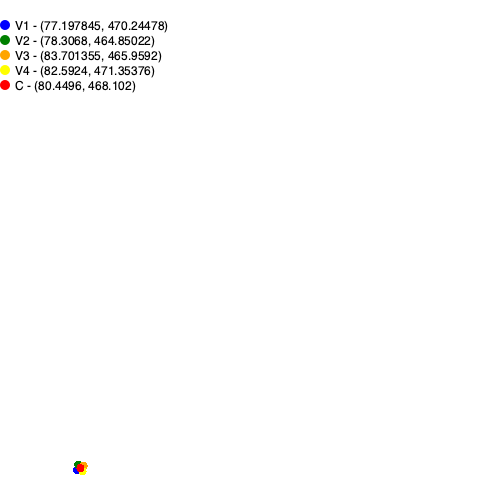 V1 - (77.197845, 470.24478)
V2 - (78.3068, 464.85022)
V3 - (83.701355, 465.9592)
V4 - (82.5924, 471.35376)
C - (80.4496, 468.102)